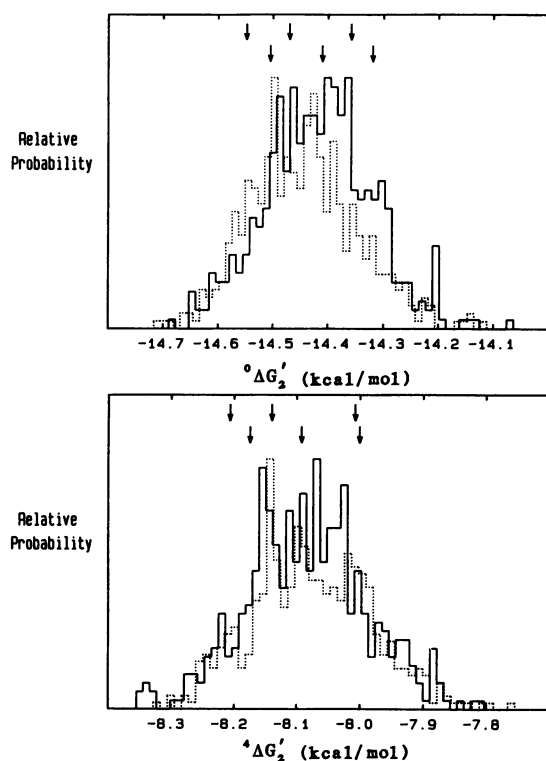 Relative
Probability
-14.7 -14.6 -14.5 -14.4 -14.3 -14.2 -14.1
⁰ΔG₂′ (kcal/mol)
Relative
Probability
-8.3 -8.2 -8.1 -8.0 -7.9 -7.8
⁴ΔG₂′ (kcal/mol)